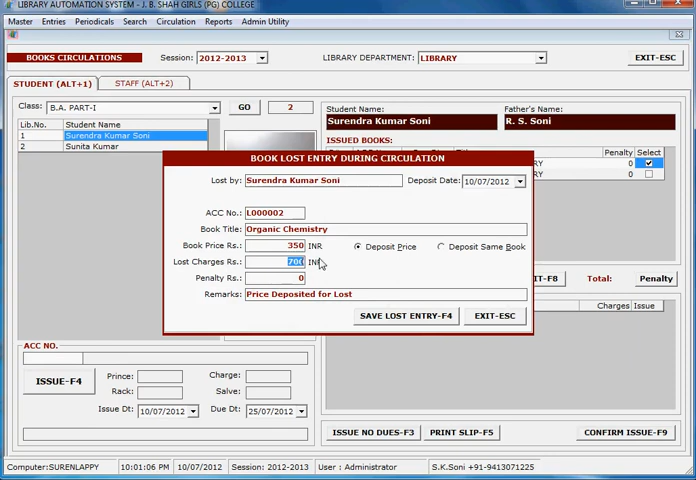 LIBRARY AUTOMATION SYSTEM - J. B. SHAH GIRLS (PG) COLLEGE
Master Entries Periodicals Search Circulation Reports Admin Utility
BOOKS CIRCULATIONS Session: 2012-2013 LIBRARY DEPARTMENT: LIBRARY EXIT-ESC
STUDENT (ALT+1) STAFF (ALT+2)
Class: B.A. PART-I GO 2
Lib.No. Student Name
1 Surendra Kumar Soni
2 Sunita Kumar
Student Name: Father's Name:
Surendra Kumar Soni R. S. Soni
ISSUED BOOKS:
Penalty Select
RY 0
RY 0
BOOK LOST ENTRY DURING CIRCULATION
Lost by: Surendra Kumar Soni Deposit Date: 10/07/2012
ACC No.: L000002
Book Title: Organic Chemistry
Book Price Rs.: 350 INR Deposit Price Deposit Same Book
Lost Charges Rs.: 700 INR
Penalty Rs.: 0
Remarks: Price Deposited for Lost
SAVE LOST ENTRY-F4 EXIT-ESC
IT-F8 Total: Penalty
Charges Issue
ACC NO.
ISSUE-F4
Prince: Charge:
Rack: Salve:
Issue Dt: 10/07/2012 Due Dt: 25/07/2012
ISSUE NO DUES-F3 PRINT SLIP-F5 CONFIRM ISSUE-F9
Computer:SURENLAPPY 10:01:06 PM 10/07/2012 Session: 2012-2013 User : Administrator S.K.Soni +91-9413071225